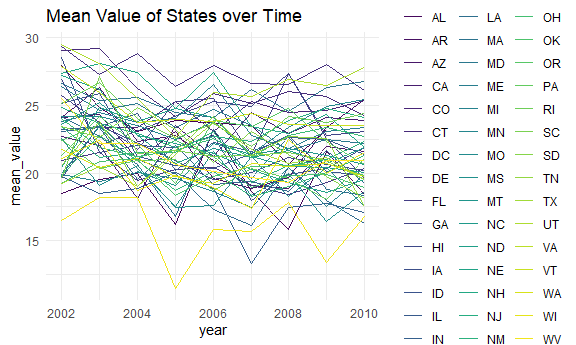 Mean Value of States over Time
mean_value
30
25
20
15
2002 2004 2006 2008 2010
year
AL LA OH
AR MA OK
AZ MD OR
CA ME PA
CO MI RI
CT MN SC
DC MO SD
DE MS TN
FL MT TX
GA NC UT
HI ND VA
IA NE VT
ID NH WA
IL NJ WI
IN NM WV